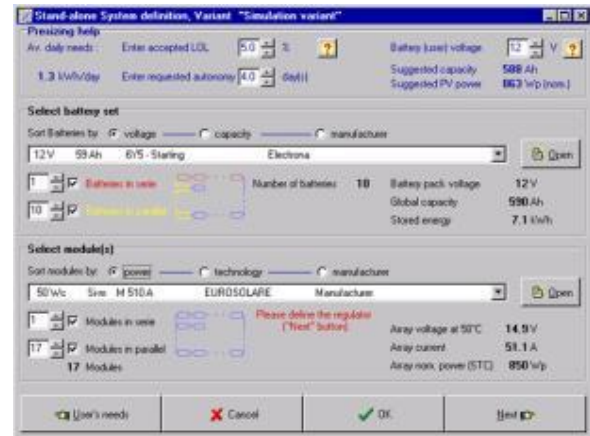 Stand-alone System definition, Variant "Simulation variant"
Presizing help
Av. daily needs : Enter accepted LOL 5.0 % ? Battery (user) voltage 12 V ?
1.3 kWh/day Enter requested autonomy 4.0 day(s) Suggested capacity 588 Ah
Suggested PV power 863 Wp (nom.)
Select battery set
Sort Batteries by voltage capacity manufacturer
12 V 59 Ah 6Y5 - Starting Electrona Open
1 Batteries in serie Number of batteries 10 Battery pack voltage 12 V
10 Batteries in parallel Global capacity 590 Ah
Stored energy 7.1 kWh
Select module(s)
Sort modules by: power technology manufacturer
50 Wc M 510 A EUROSOLARE Manufacturer Open
1 Modules in serie Please define the regulator
("Next" button). Array voltage at 50°C 14.9 V
17 Modules in parallel Array current 51.1 A
17 Modules Array nom. power (STC) 850 Wp
User's needs Cancel OK Next